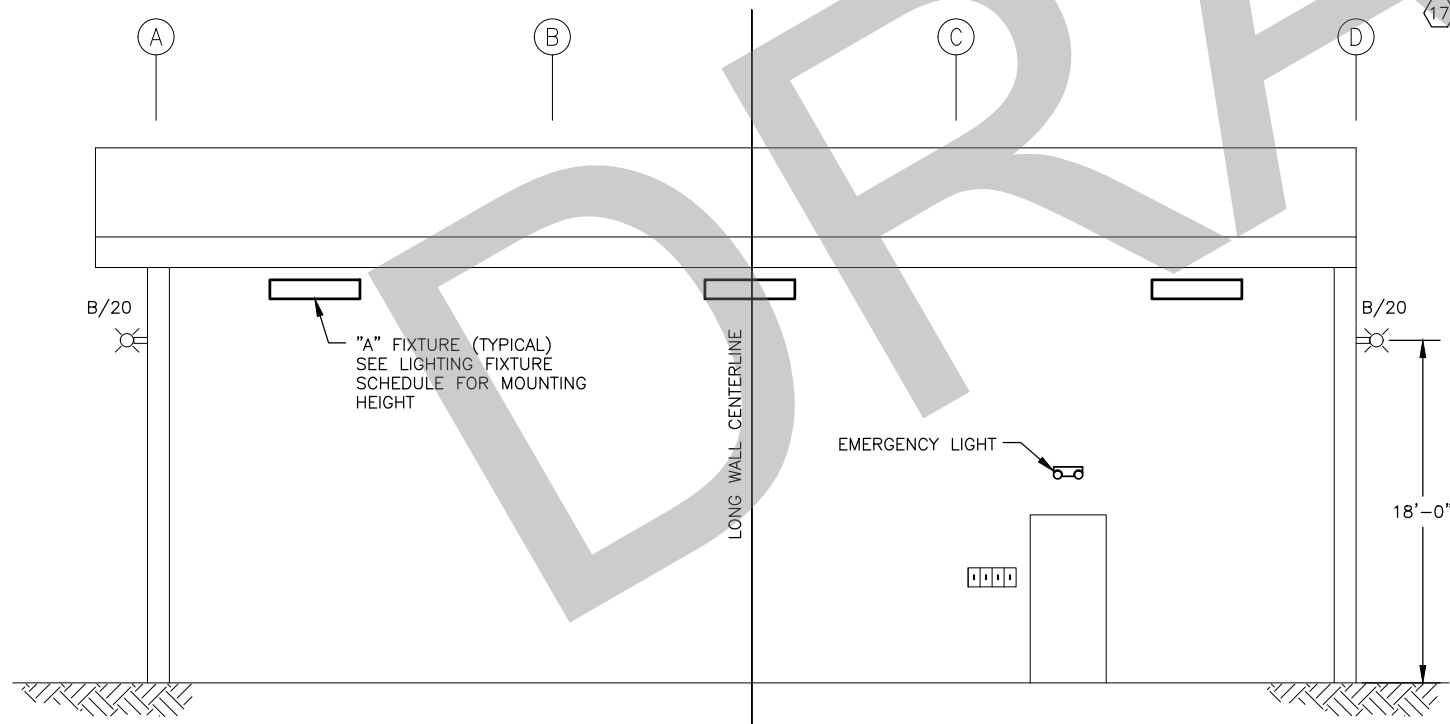 A
B
C
D
17
B/20
B/20
"A" FIXTURE (TYPICAL)
SEE LIGHTING FIXTURE
SCHEDULE FOR MOUNTING
HEIGHT
LONG WALL CENTERLINE
EMERGENCY LIGHT
18'-0"
DRA